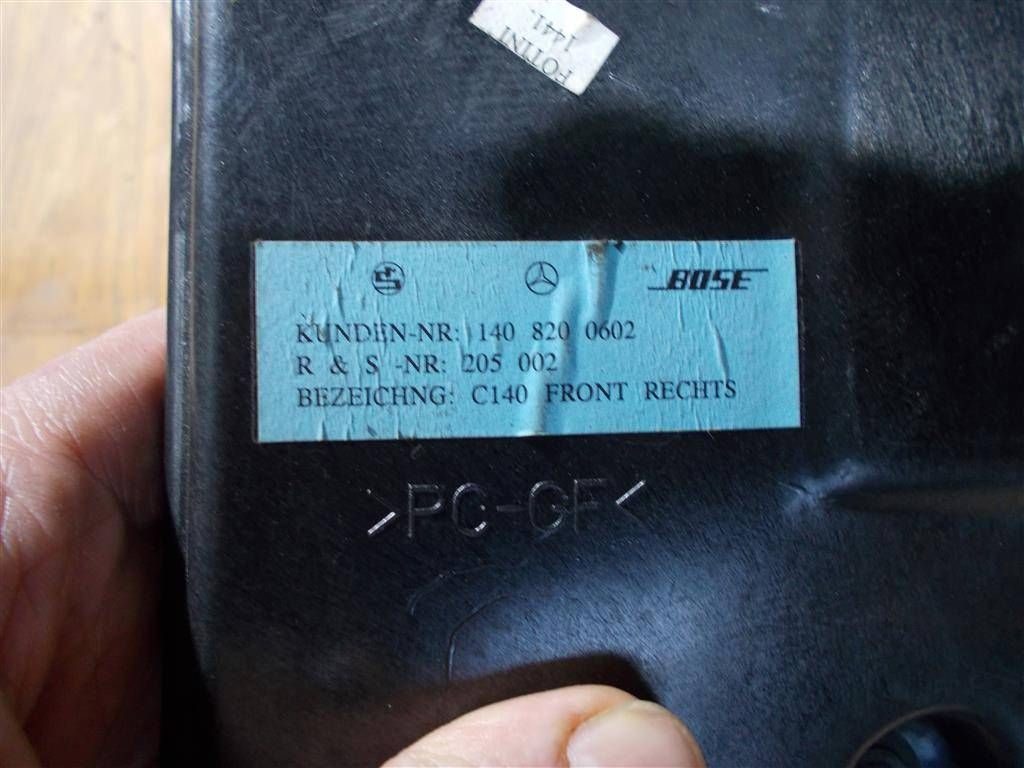 FOTINI
1441.
BOSE
KUNDEN-NR: 140 820 0602
R & S -NR: 205 002
BEZEICHNG: C140 FRONT RECHTS
>PC-GF<